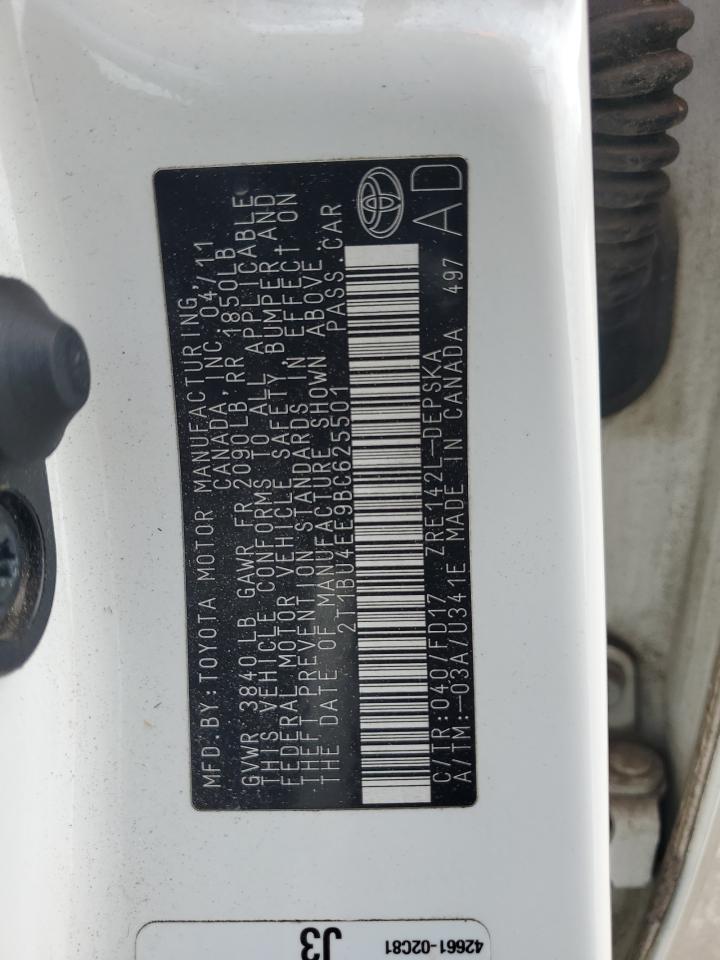 MFD.BY:TOYOTA MOTOR MANUFACTURING,
CANADA INC. 04/11
GVWR 3840LB GAWR FR 2090LB RR 1850LB
THIS VEHICLE CONFORMS TO ALL APPLICABLE
FEDERAL MOTOR VEHICLE SAFETY, BUMPER AND
THEFT PREVENTION STANDARDS IN EFFECT ON
THE DATE OF MANUFACTURE SHOWN ABOVE.
2T1BU4EE9BC625501 PASS.CAR
C/TR:040/FD17 ZRE142L-DEPSKA
A/TM:-03A/U341E MADE IN CANADA 497
AD
J3
42661-02C81